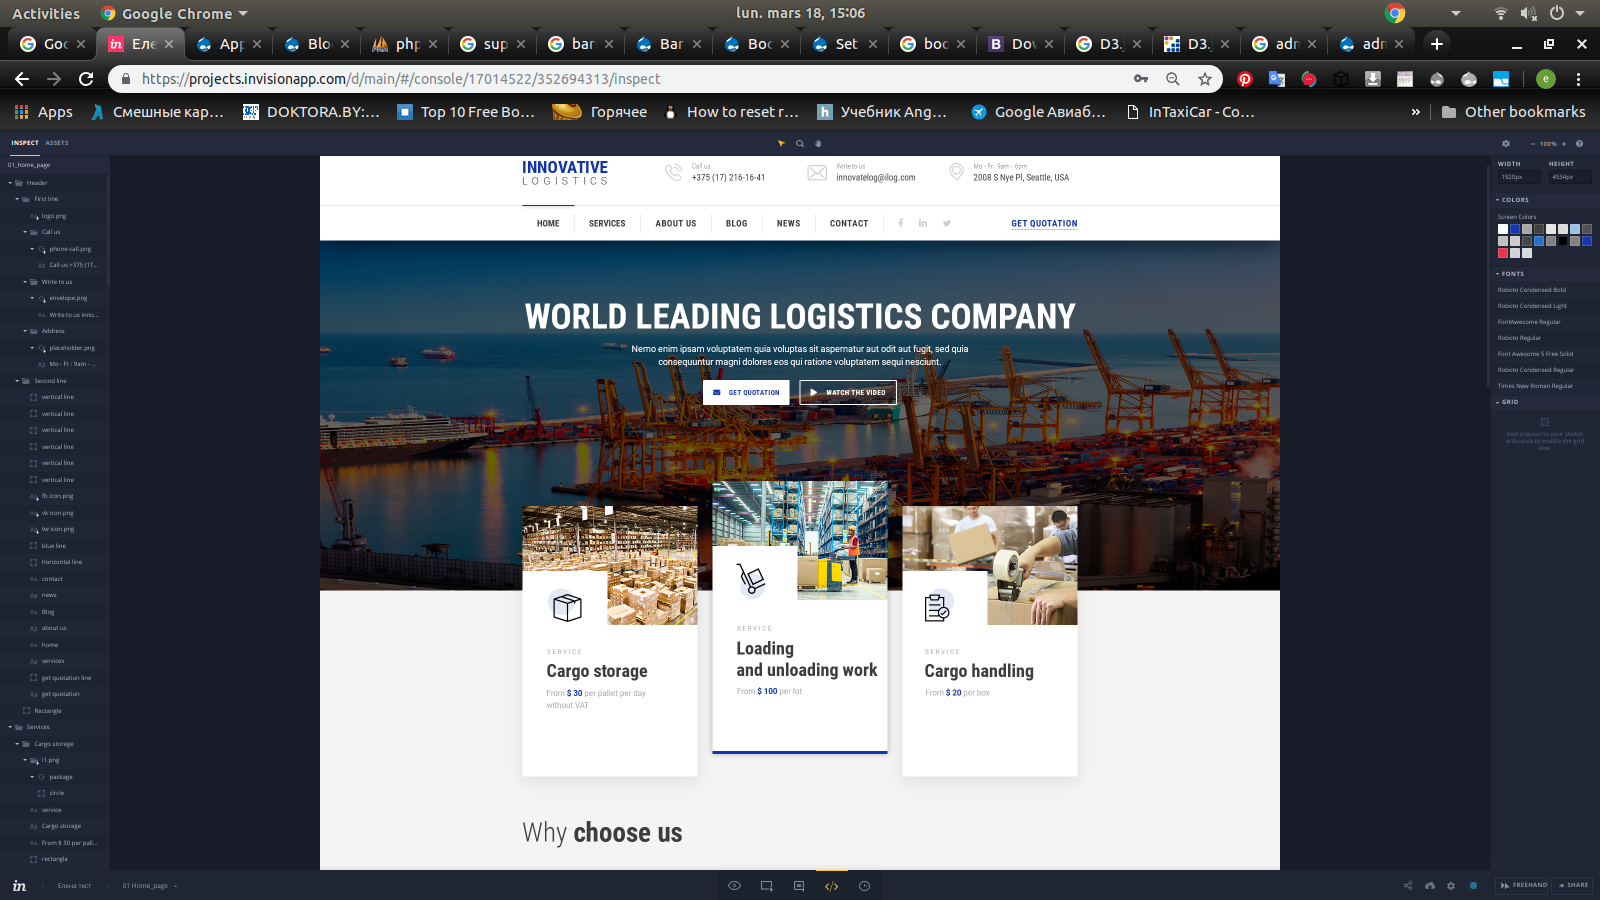 Activities
Google Chrome
lun. mars 18, 15:06
Goo
Еле
App
Blo
php
sup
bar
Bar
Boo
Set
boo
Dov
D3.
D3.
adn
adn
https://projects.invisionapp.com/d/main/#/console/17014522/352694313/inspect
e
Apps
Смешные кар...
DOKTORA.BY:...
Top 10 Free Bo...
Горячее
How to reset r...
Учебник Ang...
Google Авиаб...
InTaxiCar - Co...
»
Other bookmarks
INSPECT
ASSETS
100%
01_home_page
Header
First line
logo.png
Call us
phone-call.png
Call us +375 (17...
Write to us
envelope.png
Write to us inno...
Address
placeholder.png
Mo - Fr : 9am - ...
Second line
vertical line
vertical line
vertical line
vertical line
vertical line
vertical line
fb icon.png
vk icon.png
tw icon.png
blue line
horizontal line
contact
news
Blog
about us
home
services
get quotation line
get quotation
Rectangle
Services
Cargo storage
i1.png
package
circle
service
Cargo storage
From $ 30 per pall...
rectangle
INNOVATIVE
LOGISTICS
Call us
+375 (17) 216-16-41
Write to us
innovatelog@ilog.com
Mo - Fr : 9am - 6pm
2008 S Nye Pl, Seattle, USA
HOME
SERVICES
ABOUT US
BLOG
NEWS
CONTACT
GET QUOTATION
WORLD LEADING LOGISTICS COMPANY
Nemo enim ipsam voluptatem quia voluptas sit aspernatur aut odit aut fugit, sed quia
consequuntur magni dolores eos qui ratione voluptatem sequi nesciunt.
GET QUOTATION
WATCH THE VIDEO
SERVICE
Cargo storage
From $ 30 per pallet per day
without VAT
SERVICE
Loading
and unloading work
From $ 100 per lot
SERVICE
Cargo handling
From $ 20 per box
Why choose us
WIDTH
HEIGHT
1920px
4534px
COLORS
Screen Colors
FONTS
Roboto Condensed Bold
Roboto Condensed Light
FontAwesome Regular
Roboto Regular
Font Awesome 5 Free Solid
Roboto Condensed Regular
Times New Roman Regular
GRID
Add a layout to your Sketch
artboards to enable the grid
view.
in
Елена тест
01 Home_page
FREEHAND
SHARE